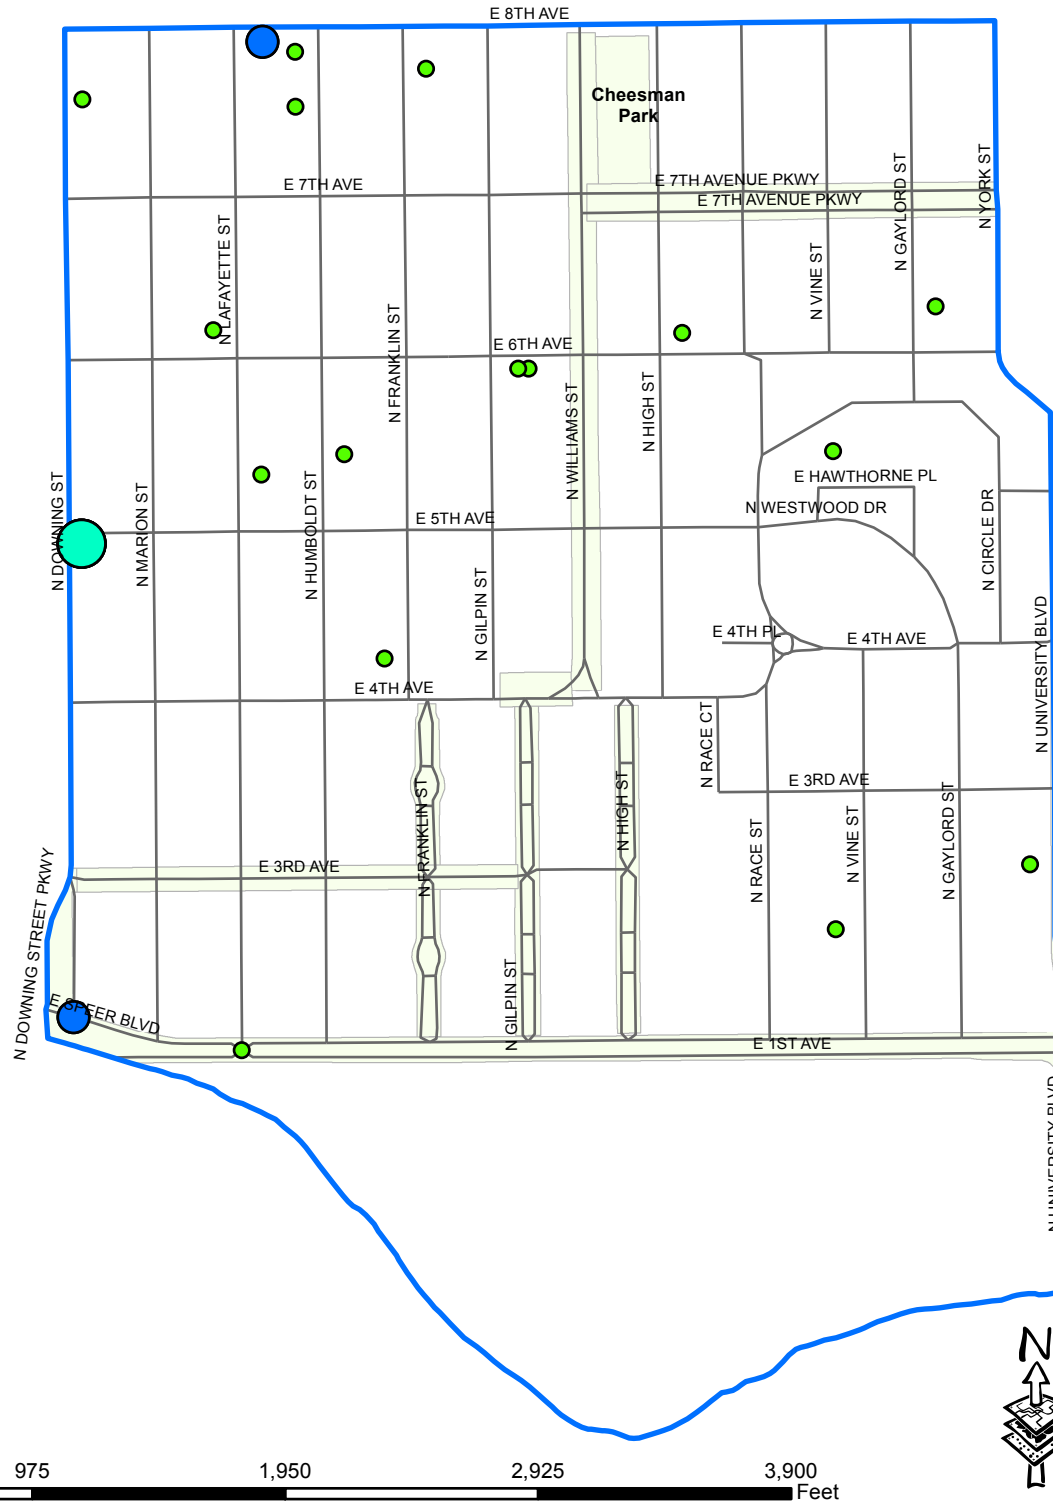 E 8TH AVE
Cheesman
Park
E 7TH AVE
E 7TH AVENUE PKWY
E 7TH AVENUE PKWY
N LAFAYETTE ST
N GAYLORD ST
N YORK ST
N VINE ST
N FRANKLIN ST
E 6TH AVE
N WILLIAMS ST
N HIGH ST
E HAWTHORNE PL
N WESTWOOD DR
E 5TH AVE
N DOWNING ST
N MARION ST
N HUMBOLDT ST
N CIRCLE DR
N GILPIN ST
E 4TH PL
E 4TH AVE
N UNIVERSITY BLVD
E 4TH AVE
N RACE CT
E 3RD AVE
N FRANKLIN ST
N HIGH ST
N RACE ST
N VINE ST
N GAYLORD ST
E 3RD AVE
N DOWNING STREET PKWY
E SPEER BLVD
N GILPIN ST
E 1ST AVE
N UNIVERSITY BLVD
N
975 1,950 2,925 3,900
Feet